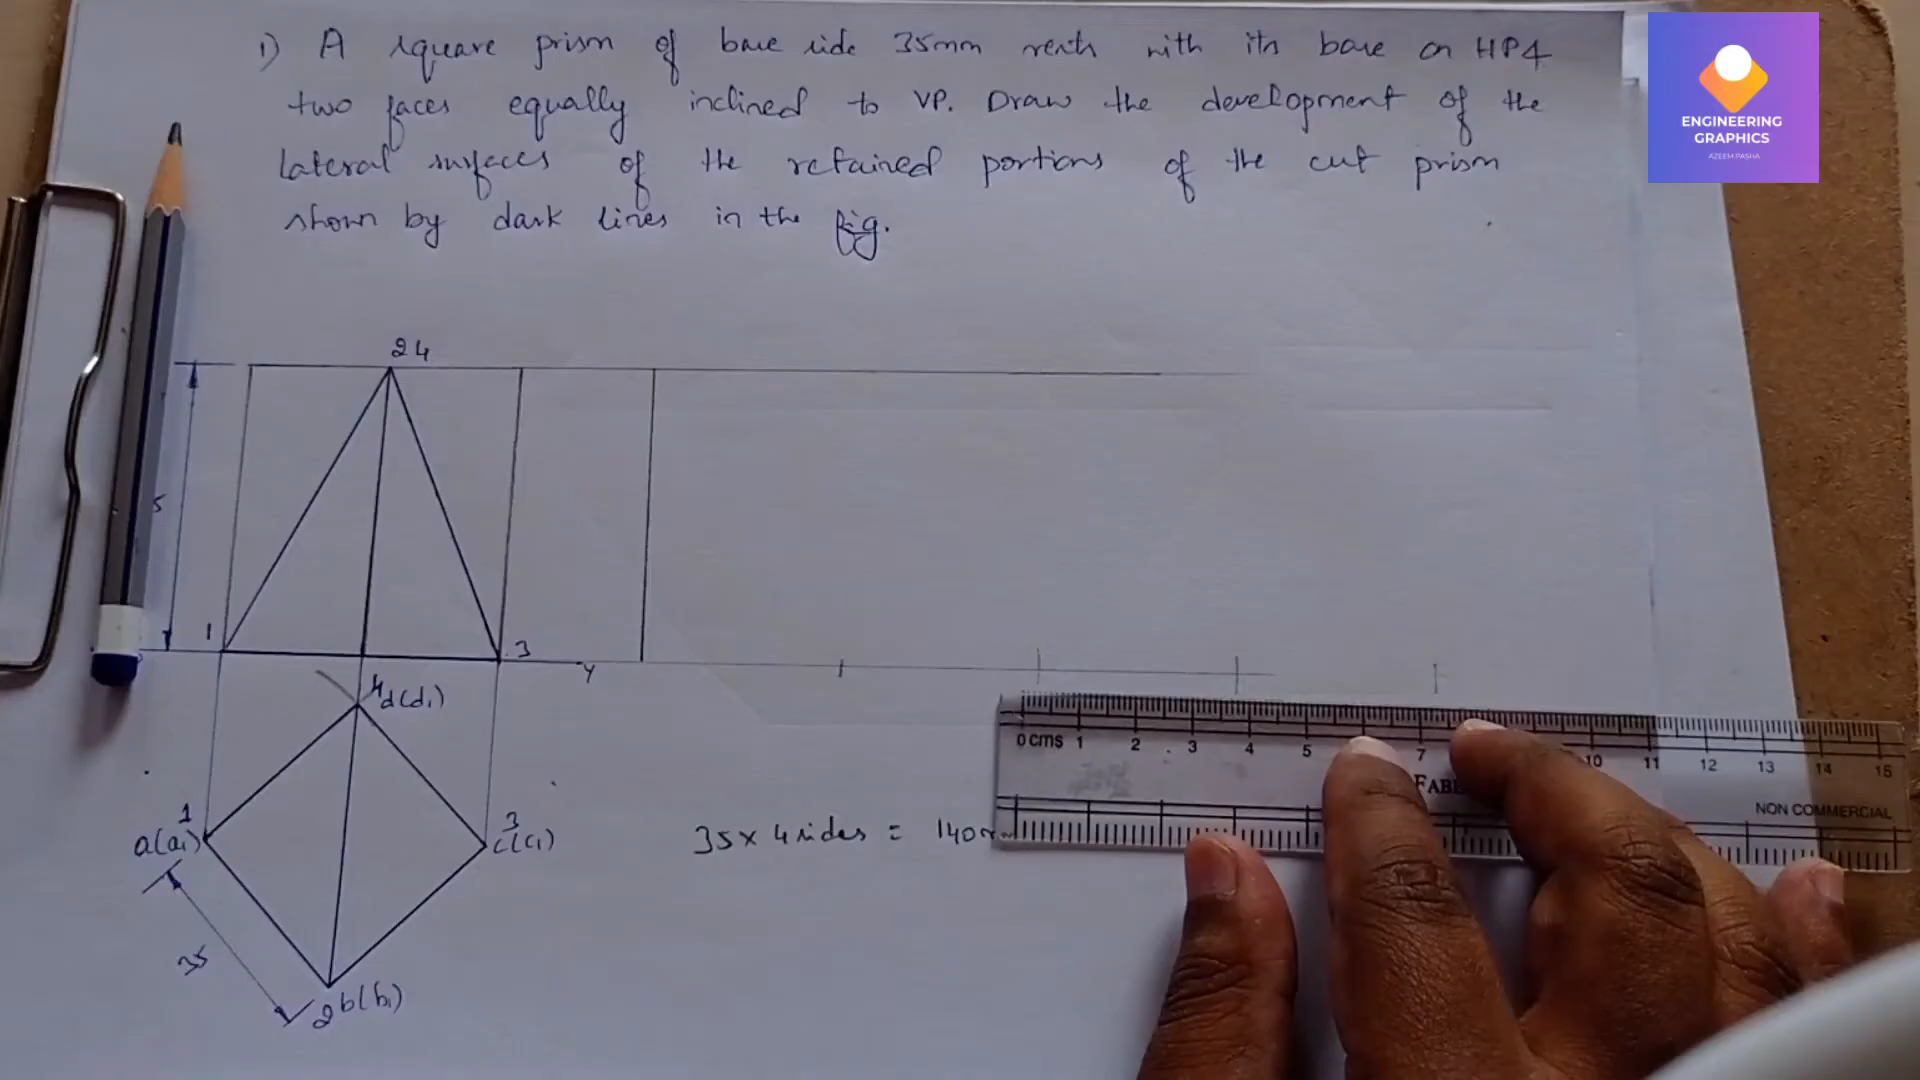 1) A square prism of base side 35mm rests with its base on HP &
two faces equally inclined to VP. Draw the development of the
lateral surfaces of the retained portions of the cut prism
shown by dark lines in the fig.
ENGINEERING
GRAPHICS
AZEEM PASHA
2 4
5
1
3
Y
4 d(d1)
1
a(a1)
3
c(c1)
35
2 b(b1)
35 x 4 sides = 140
0 cms 1 2 3 4 5 7 10 11 12 13 14 15
NON COMMERCIAL